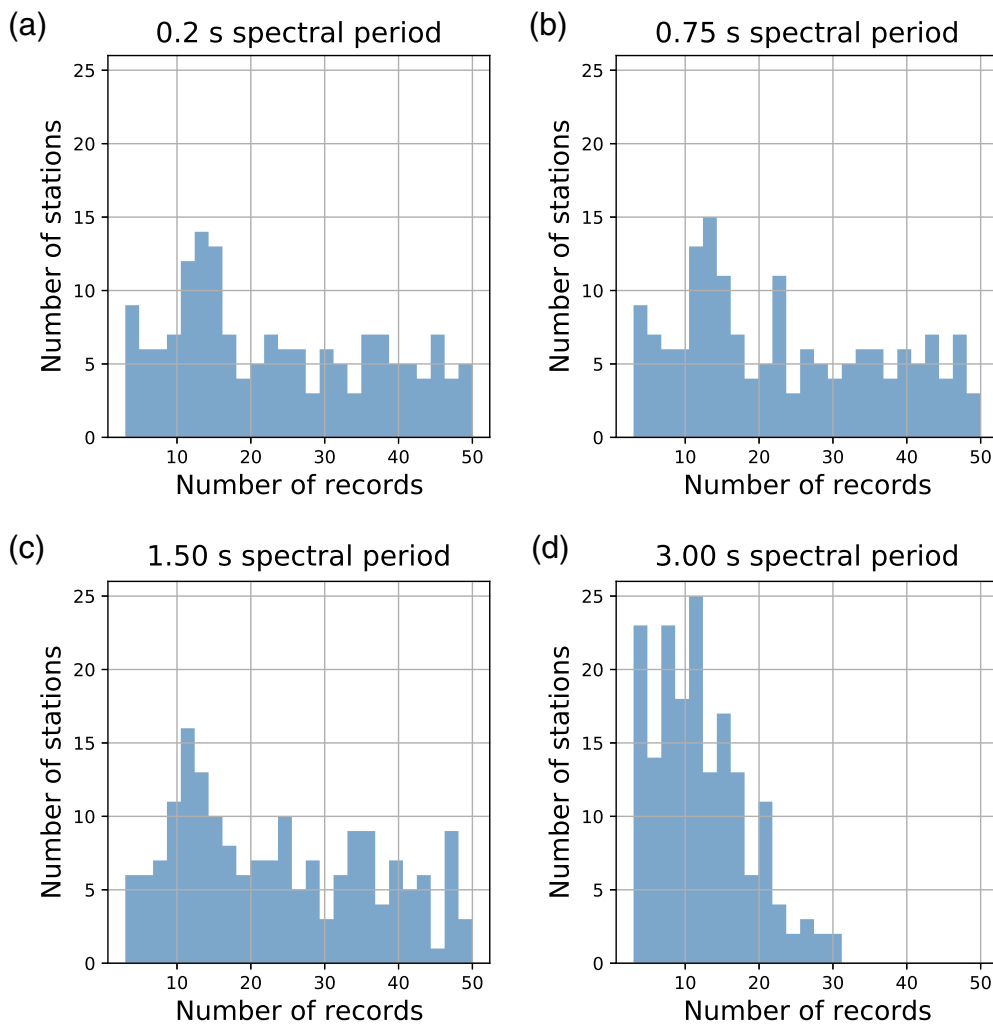 (a)
0.2 s spectral period
25
20
15
10
5
0
Number of stations
10 20 30 40 50
Number of records
(b)
0.75 s spectral period
25
20
15
10
5
0
Number of stations
10 20 30 40 50
Number of records
(c)
1.50 s spectral period
25
20
15
10
5
0
Number of stations
10 20 30 40 50
Number of records
(d)
3.00 s spectral period
25
20
15
10
5
0
Number of stations
10 20 30 40 50
Number of records